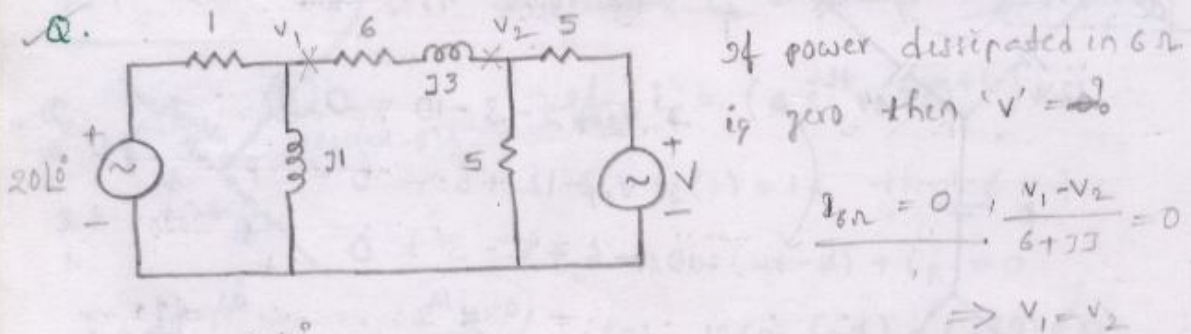 Q.
1 V₁ 6 V₂ 5
J3
If power dissipated in 6Ω
is zero then 'V' = ?
+
20∟0°
−
J1
5
+
V
−
I₆Ω = 0 , V₁-V₂ / 6+J3 = 0
⇒ V₁ = V₂